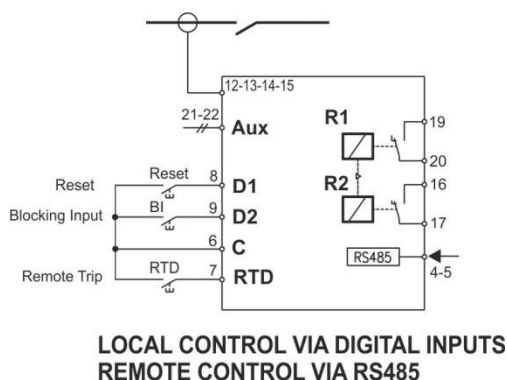 12-13-14-15
21-22
Aux
R1
19
20
R2
16
17
Reset
Reset
8
D1
Blocking Input
BI
9
D2
6
C
Remote Trip
RTD
7
RTD
RS485
4-5
LOCAL CONTROL VIA DIGITAL INPUTS
REMOTE CONTROL VIA RS485